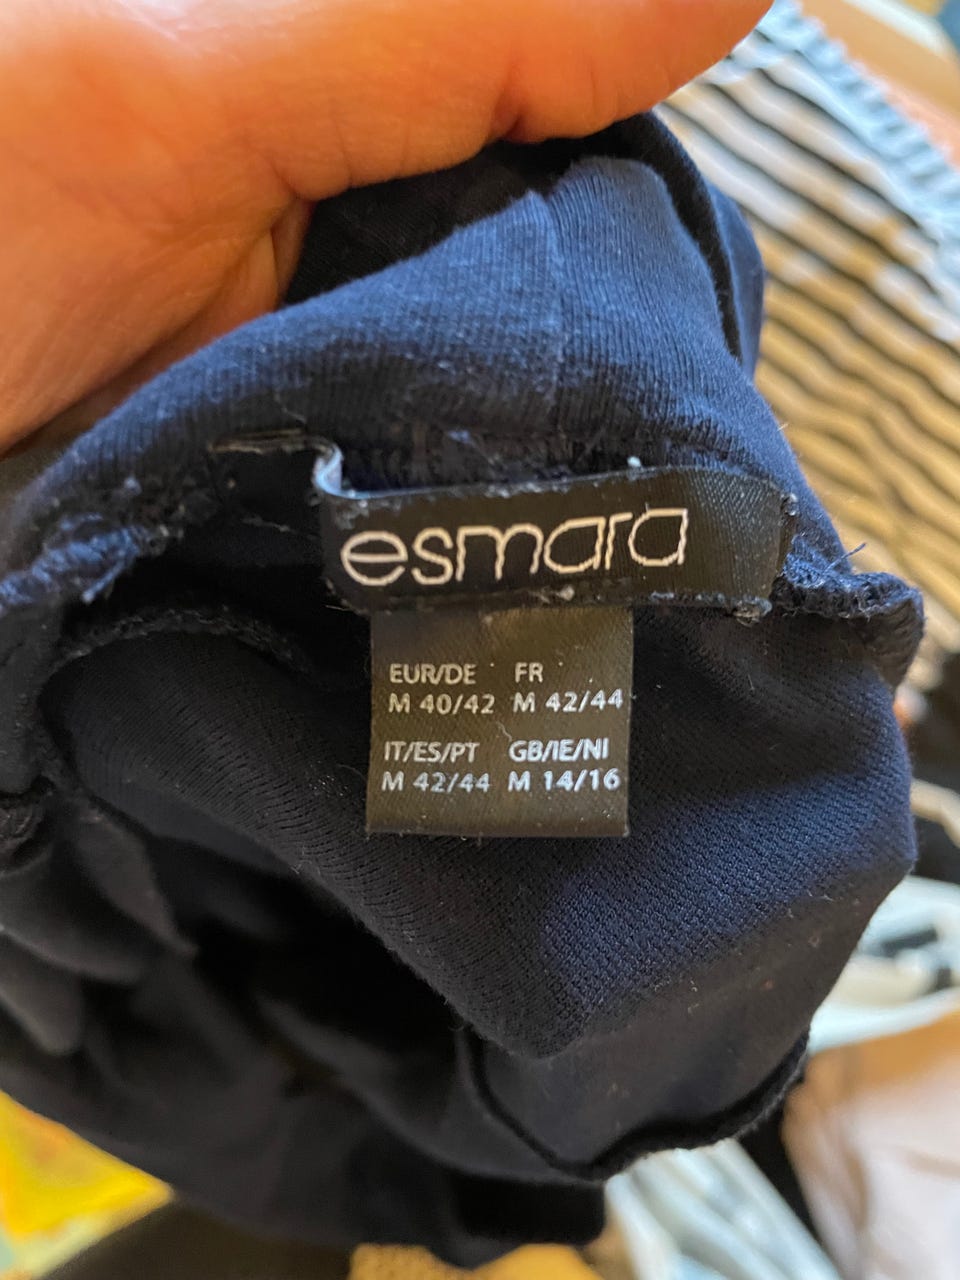 esmara
EUR/DE FR
M 40/42 M 42/44
IT/ES/PT GB/IE/NI
M 42/44 M 14/16